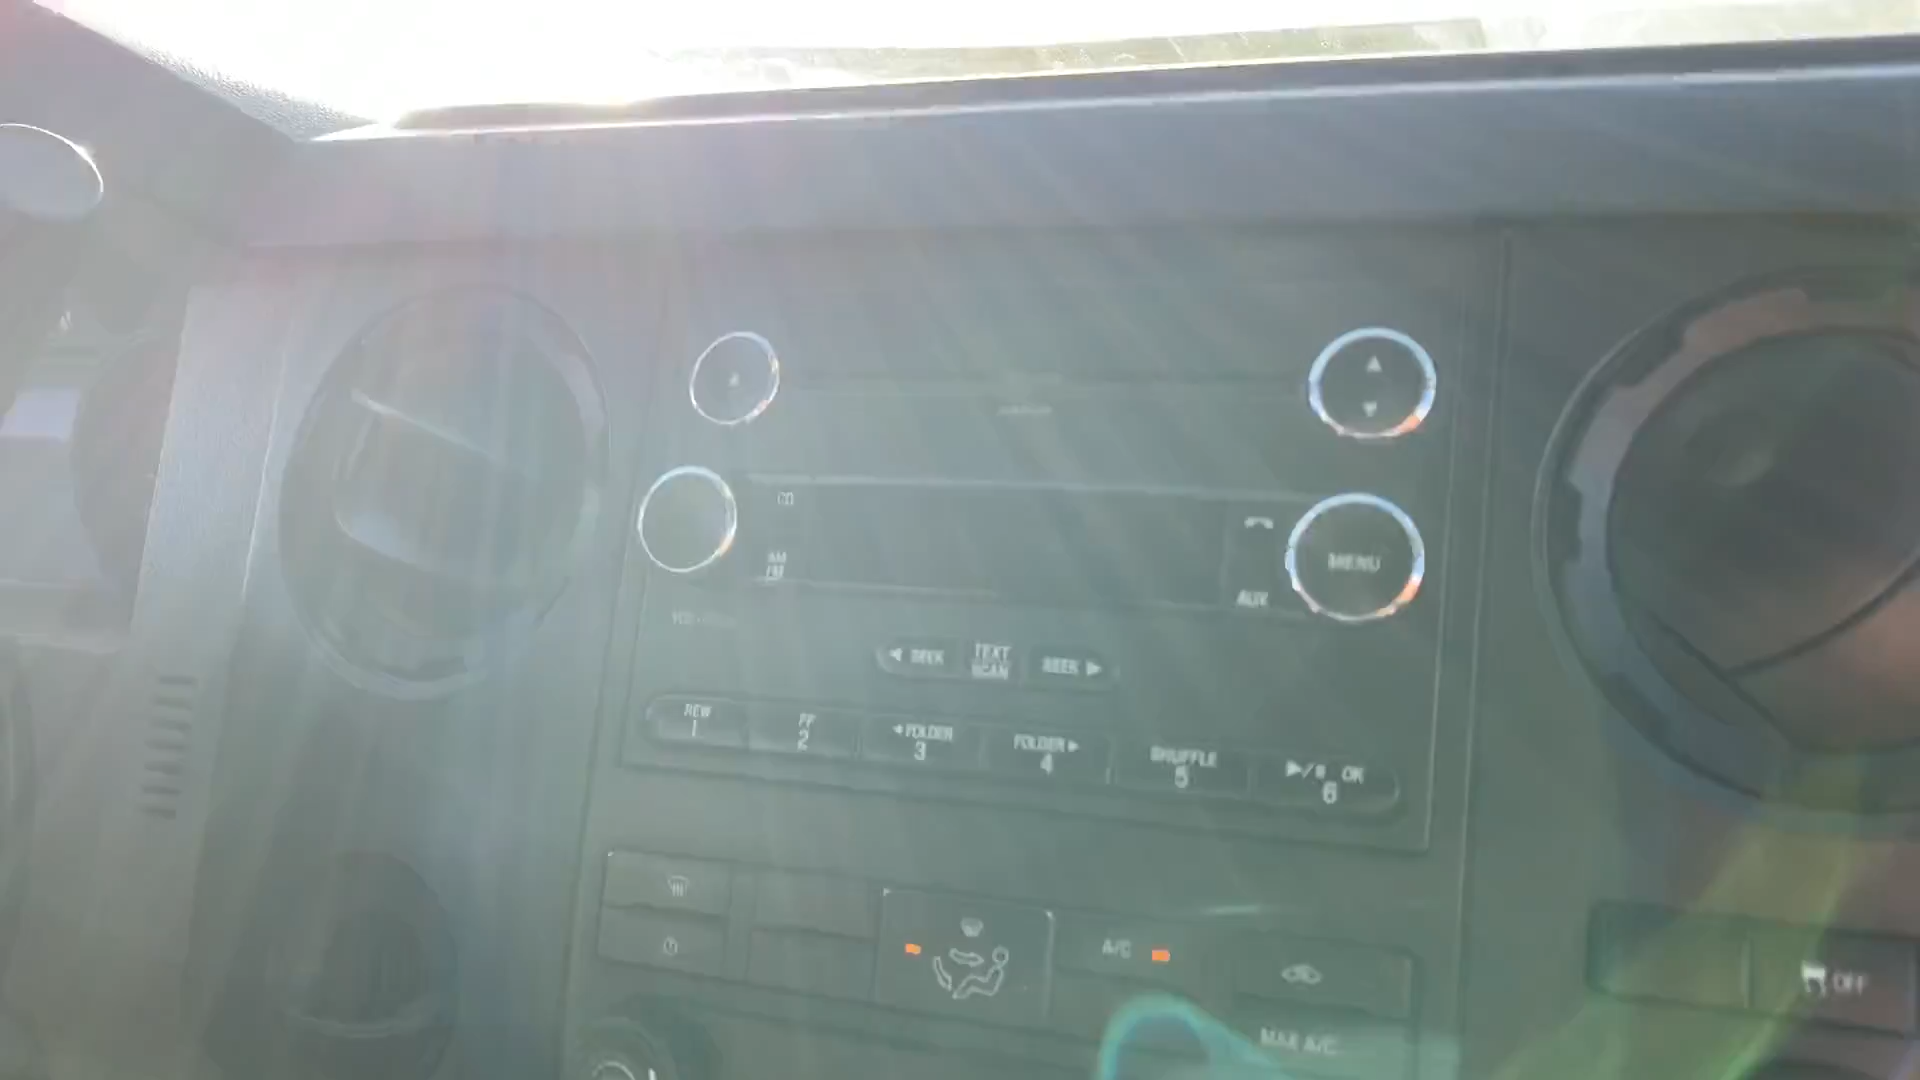 CD
AM
FM
AUX
MENU
VOL
◀ SEEK
TEXT
SCAN
SEEK ▶
REW
1
FF
2
◀ FOLDER
3
FOLDER ▶
4
SHUFFLE
5
▶/⏸ OK
6
A/C
MAX A/C
OFF